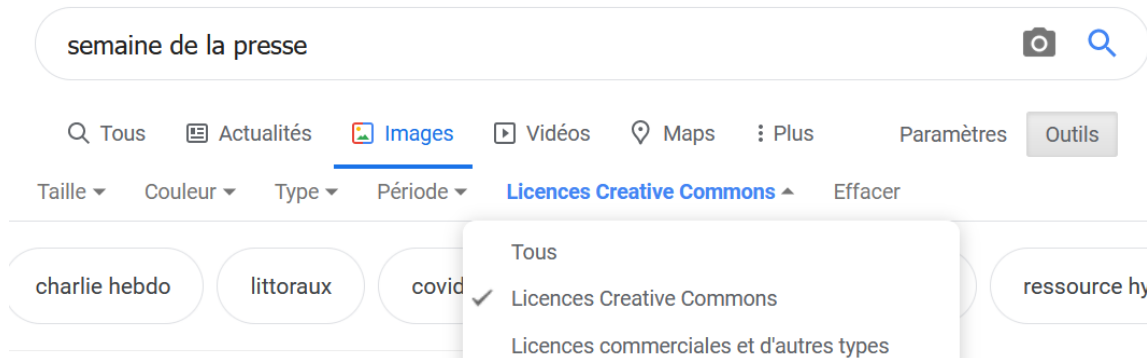 semaine de la presse
Tous Actualités Images Vidéos Maps Plus Paramètres Outils
Taille Couleur Type Période Licences Creative Commons Effacer
Tous
charlie hebdo littoraux covid ressource hy
Licences Creative Commons
Licences commerciales et d'autres types